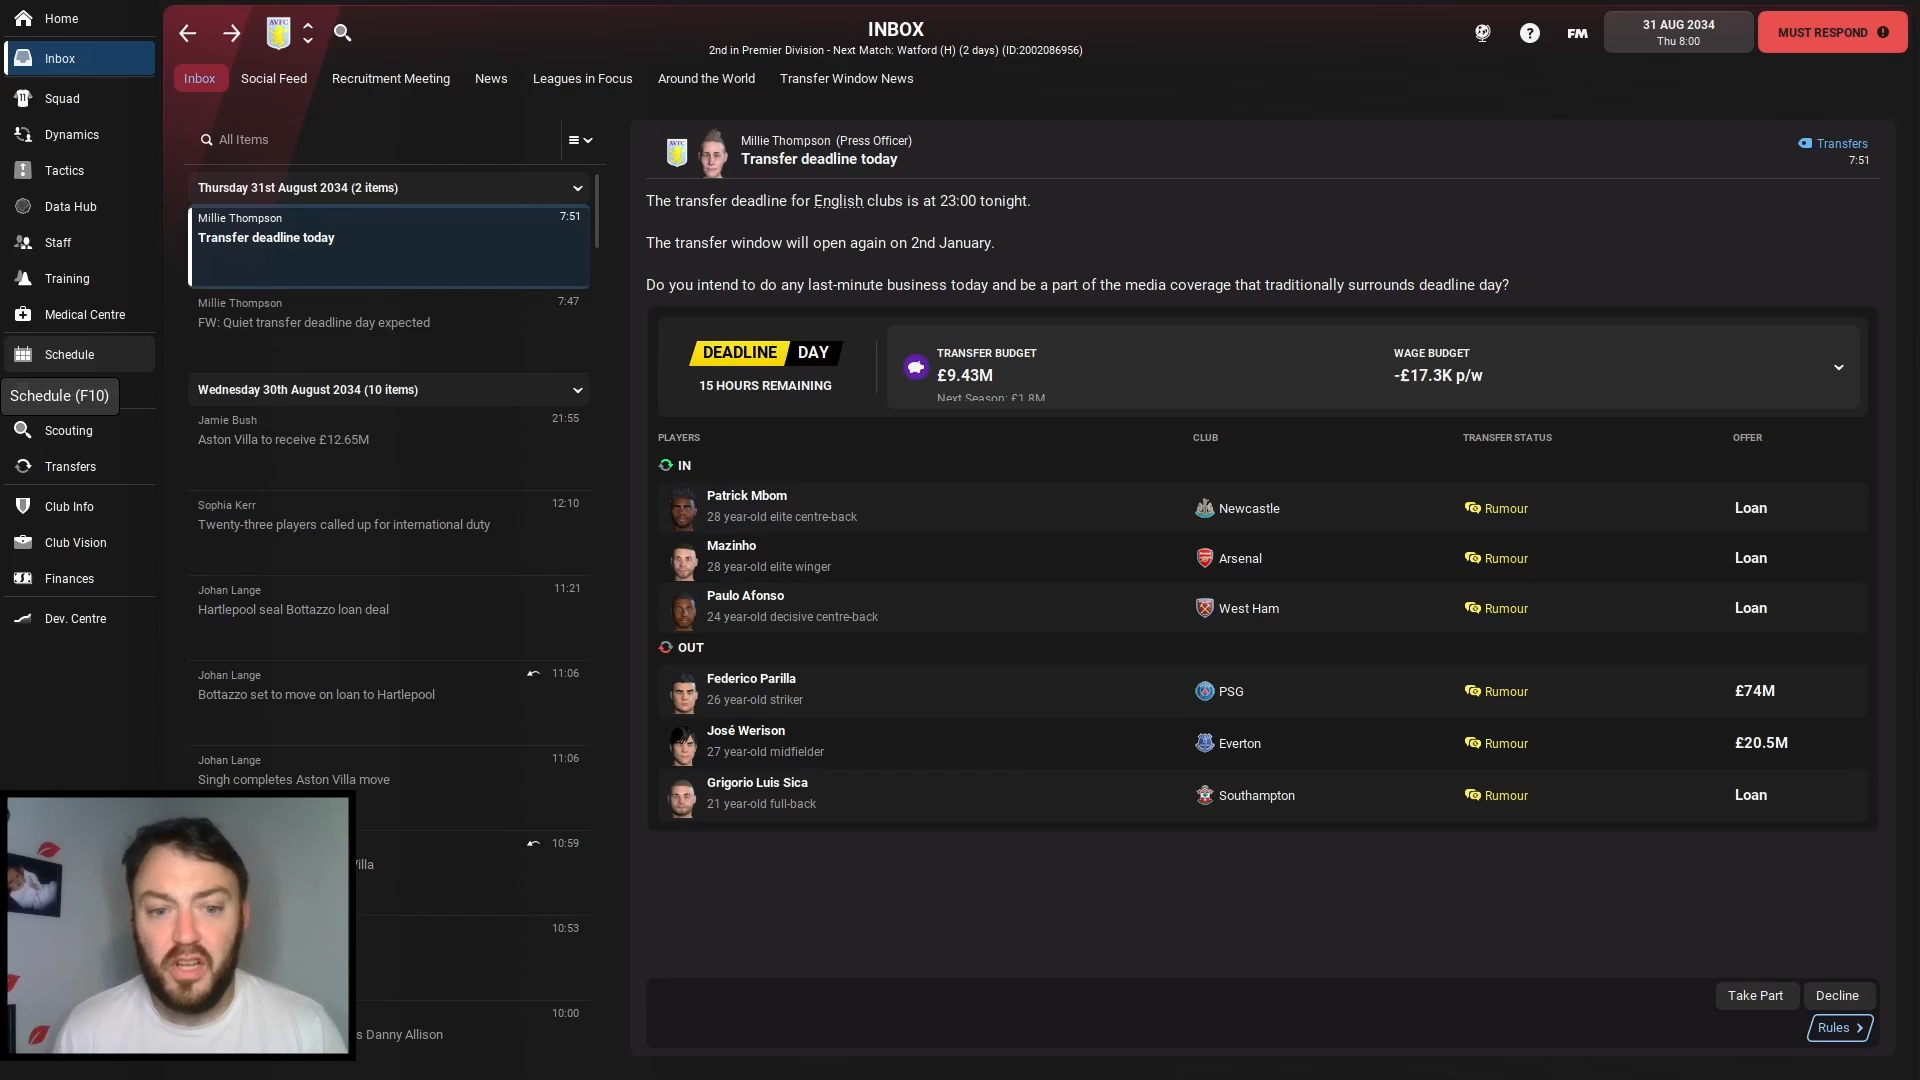 Home
Inbox
Squad
Dynamics
Tactics
Data Hub
Staff
Training
Medical Centre
Schedule
Schedule (F10)
Scouting
Transfers
Club Info
Club Vision
Finances
Dev. Centre
AVFC
INBOX
2nd in Premier Division - Next Match: Watford (H) (2 days) (ID:2002086956)
FM
31 AUG 2034
Thu 8:00
MUST RESPOND
Inbox
Social Feed
Recruitment Meeting
News
Leagues in Focus
Around the World
Transfer Window News
All Items
Thursday 31st August 2034 (2 items)
Millie Thompson 7:51
Transfer deadline today
Millie Thompson 7:47
FW: Quiet transfer deadline day expected
Wednesday 30th August 2034 (10 items)
Jamie Bush 21:55
Aston Villa to receive £12.65M
Sophia Kerr 12:10
Twenty-three players called up for international duty
Johan Lange 11:21
Hartlepool seal Bottazzo loan deal
Johan Lange 11:06
Bottazzo set to move on loan to Hartlepool
Johan Lange 11:06
Singh completes Aston Villa move
10:59
illa
10:53
10:00
s Danny Allison
AVFC
Millie Thompson (Press Officer)
Transfer deadline today
Transfers
7:51
The transfer deadline for English clubs is at 23:00 tonight.
The transfer window will open again on 2nd January.
Do you intend to do any last-minute business today and be a part of the media coverage that traditionally surrounds deadline day?
DEADLINE DAY
15 HOURS REMAINING
TRANSFER BUDGET
£9.43M
Next Season: £1.8M
WAGE BUDGET
-£17.3K p/w
PLAYERS CLUB TRANSFER STATUS OFFER
IN
Patrick Mbom
28 year-old elite centre-back
Newcastle Rumour Loan
Mazinho
28 year-old elite winger
Arsenal Rumour Loan
Paulo Afonso
24 year-old decisive centre-back
West Ham Rumour Loan
OUT
Federico Parilla
26 year-old striker
PSG Rumour £74M
José Werison
27 year-old midfielder
Everton Rumour £20.5M
Grigorio Luis Sica
21 year-old full-back
Southampton Rumour Loan
Take Part
Decline
Rules